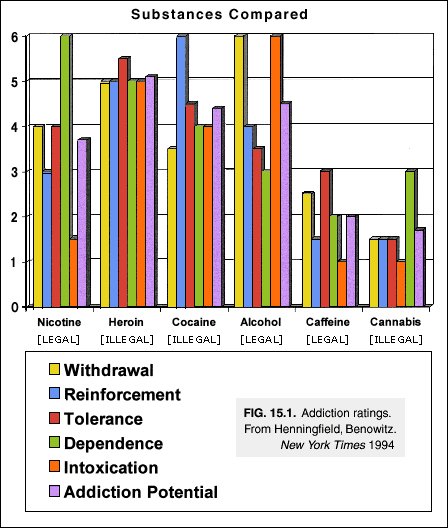 Substances Compared
6
5
4
3
2
1
0
Nicotine Heroin Cocaine Alcohol Caffeine Cannabis
[LEGAL] [ILLEGAL] [ILLEGAL] [LEGAL] [LEGAL] [ILLEGAL]
Withdrawal
Reinforcement
Tolerance
Dependence
Intoxication
Addiction Potential
FIG. 15.1. Addiction ratings.
From Henningfield, Benowitz.
New York Times 1994